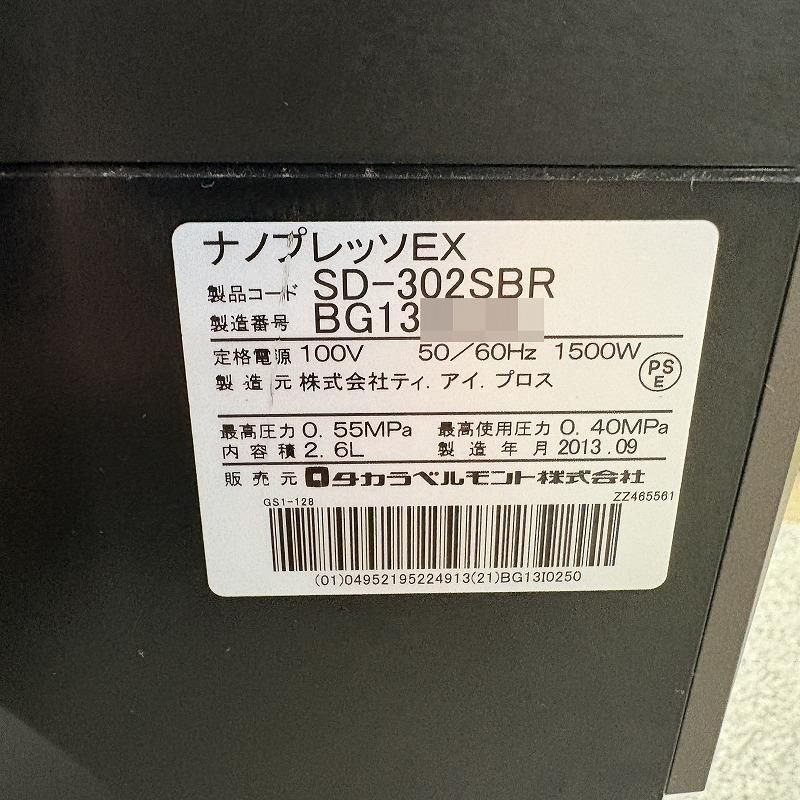 ナノプレッソEX
製品コード SD-302SBR
製造番号 BG13
定格電源 100V 50/60Hz 1500W
PS
E
製造元 株式会社ティ.アイ.プロス
最高圧力 0.55MPa 最高使用圧力 0.40MPa
内容積 2.6L 製造年月 2013.09
販売元 タカラベルモント株式会社
GS1-128 ZZ465561
(01)04952195224913(21)BG13I0250